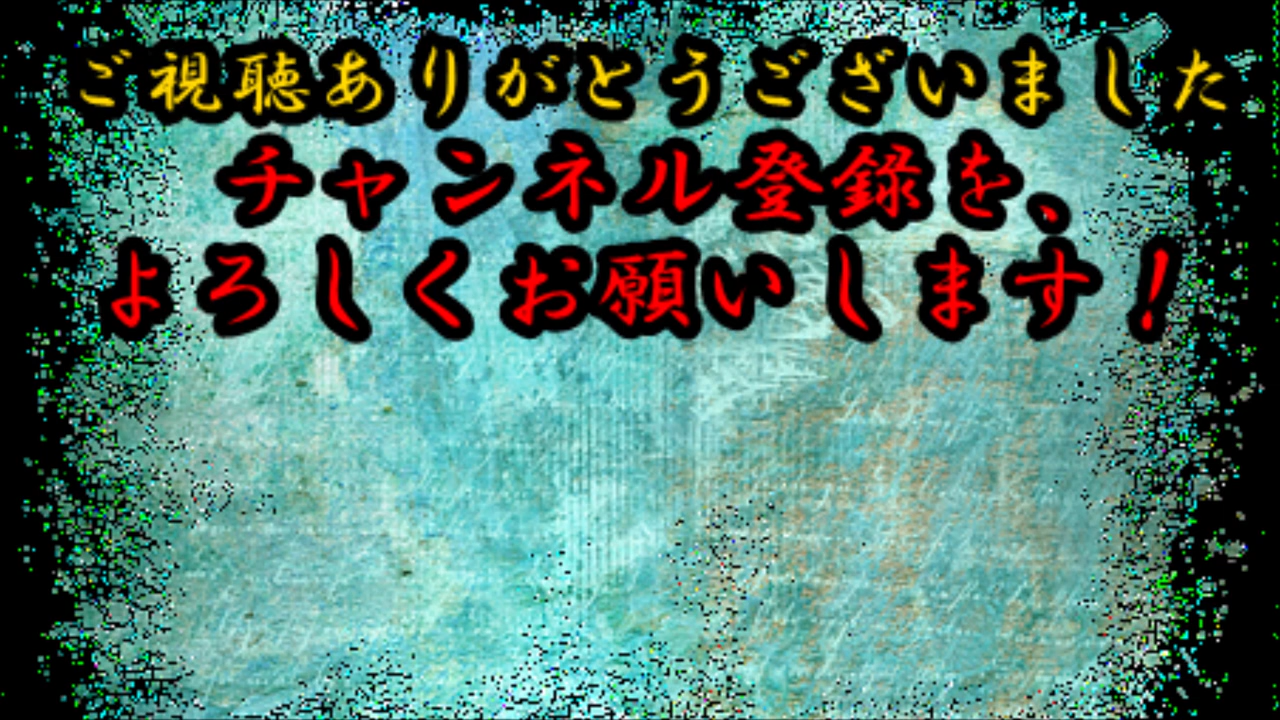 ご視聴ありがとうございました
チャンネル登録を、
よろしくお願いします！